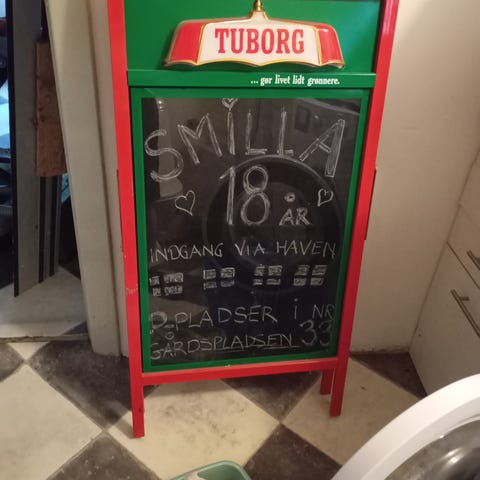 TUBORG
... gør livet lidt grønnere.
SMILLA
18 ÅR
INDGANG VIA HAVEN
P-PLADSER i NR
GÅRDSPLADSEN 33